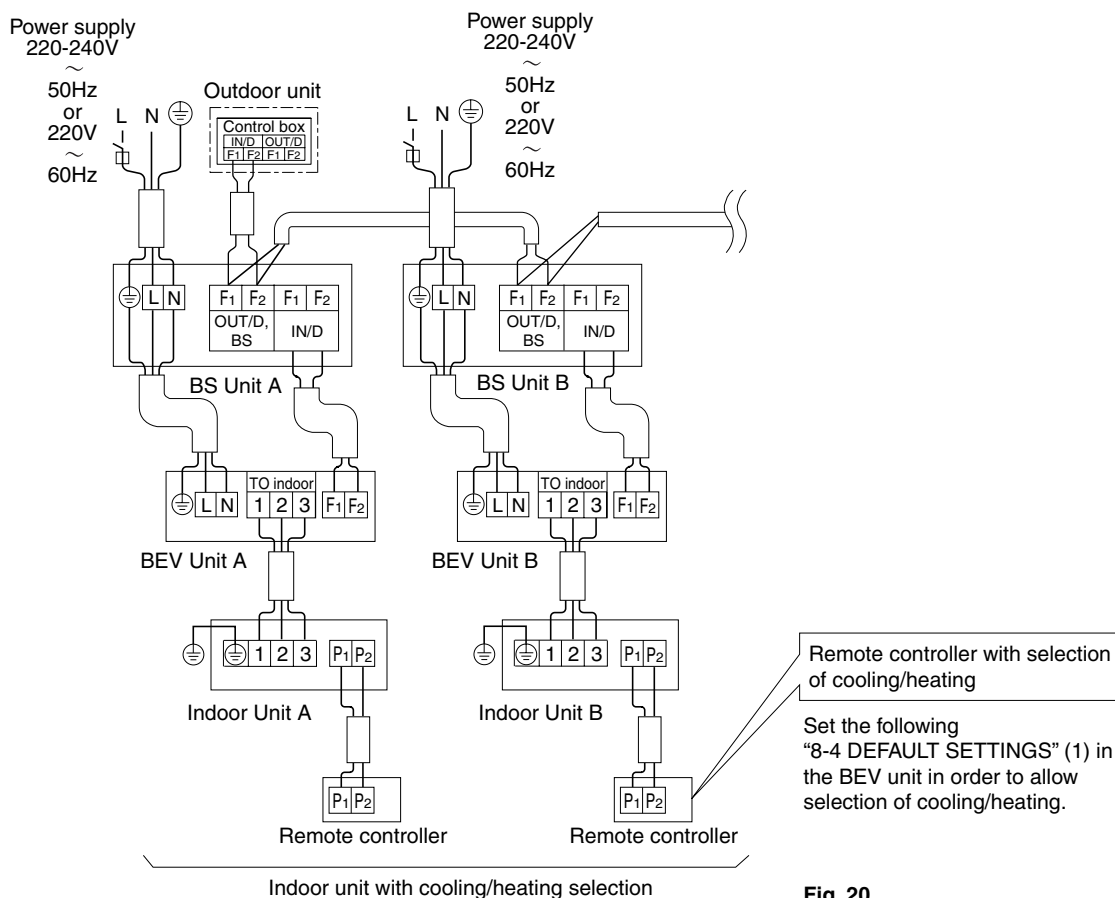 Power supply
220-240V
~
50Hz
or
220V
~
60Hz
L N
Outdoor unit
Control box
IN/D OUT/D
F1 F2 F1 F2
Power supply
220-240V
~
50Hz
or
220V
~
60Hz
L N
L N
F1 F2 F1 F2
OUT/D,
BS
IN/D
BS Unit A
L N
F1 F2 F1 F2
OUT/D,
BS
IN/D
BS Unit B
L N
TO indoor
1 2 3
F1 F2
BEV Unit A
L N
TO indoor
1 2 3
F1 F2
BEV Unit B
1 2 3
P1 P2
Indoor Unit A
1 2 3
P1 P2
Indoor Unit B
P1 P2
Remote controller
P1 P2
Remote controller
Indoor unit with cooling/heating selection
Remote controller with selection
of cooling/heating
Set the following
“8-4 DEFAULT SETTINGS” (1) in
the BEV unit in order to allow
selection of cooling/heating.
Fig. 20